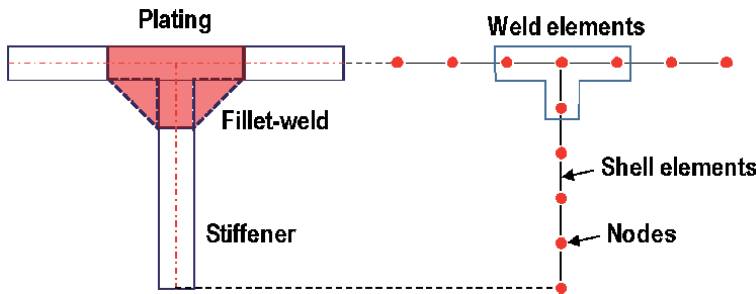 Plating
Weld elements
Fillet-weld
Shell elements
Stiffener
Nodes